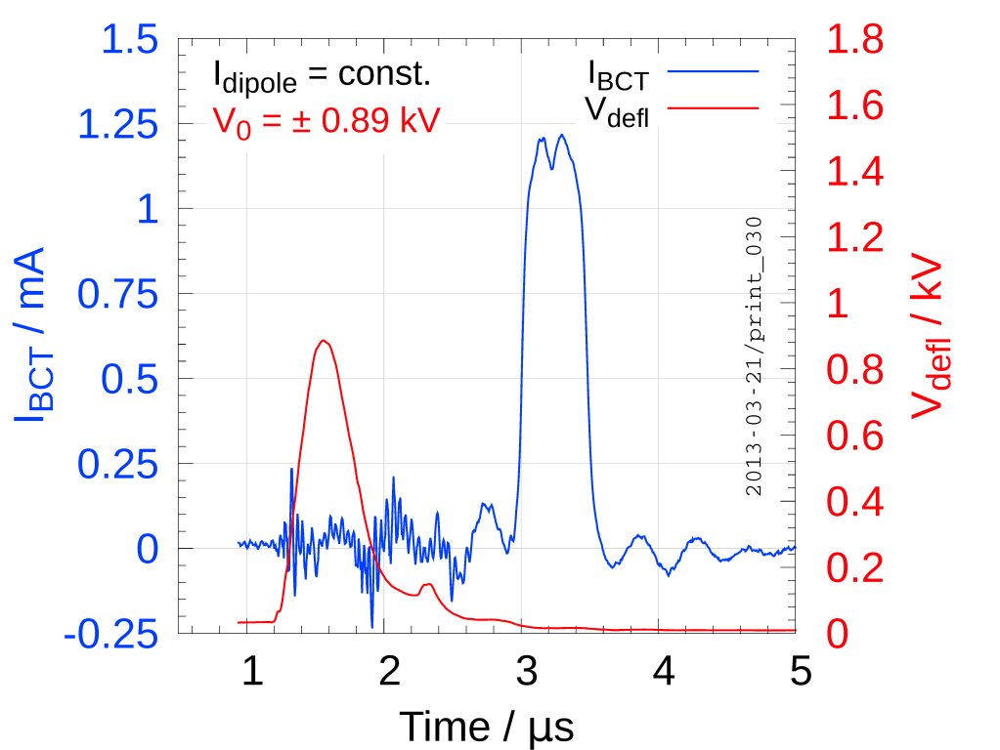 I_dipole = const.
V_0 = ± 0.89 kV
I_BCT
V_defl
1.5
1.25
1
0.75
0.5
0.25
0
-0.25
I_BCT / mA
1.8
1.6
1.4
1.2
1
0.8
0.6
0.4
0.2
0
V_defl / kV
2013-03-21/print_030
1 2 3 4 5
Time / µs